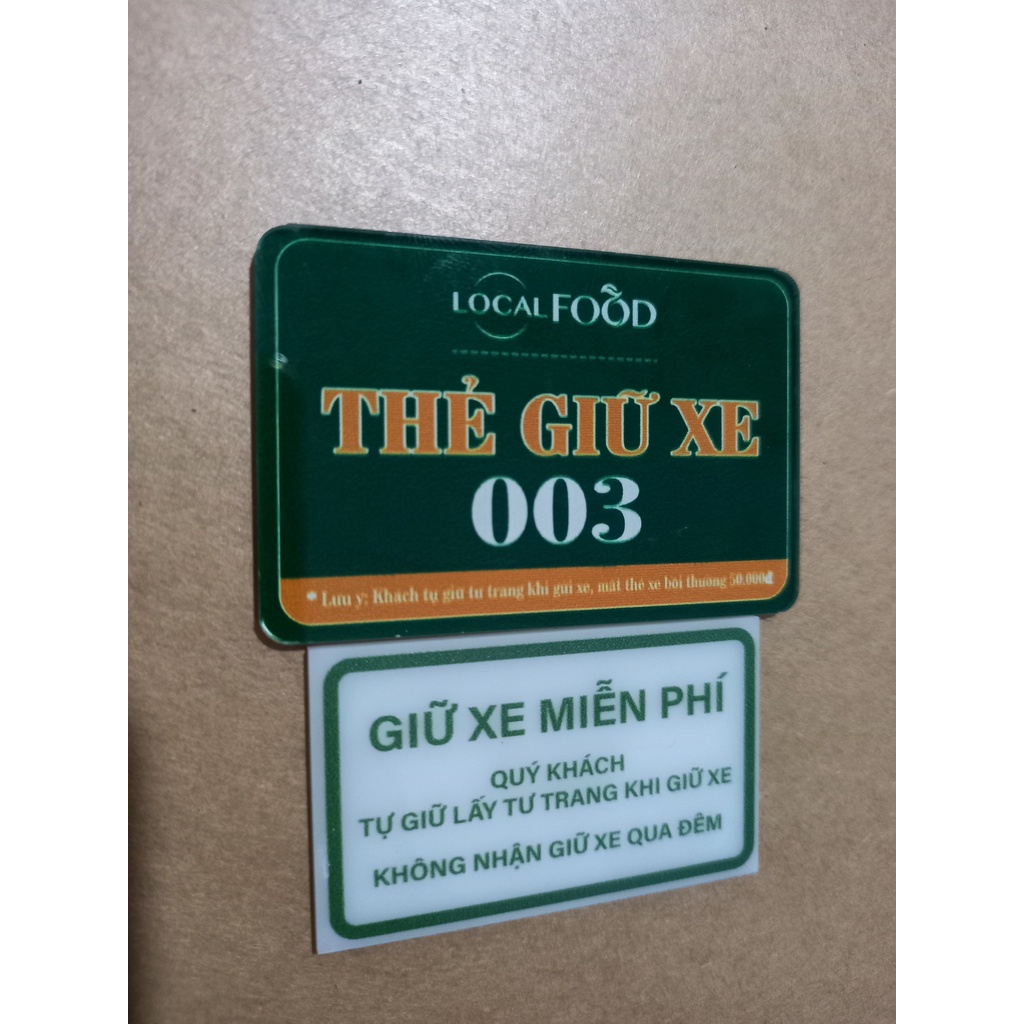 LOCAL FOOD
THẺ GIỮ XE
003
* Lưu ý: Khách tự giữ tư trang khi gửi xe, mất thẻ xe bồi thường 50.000đ
GIỮ XE MIỄN PHÍ
QUÝ KHÁCH
TỰ GIỮ LẤY TƯ TRANG KHI GIỮ XE
KHÔNG NHẬN GIỮ XE QUA ĐÊM